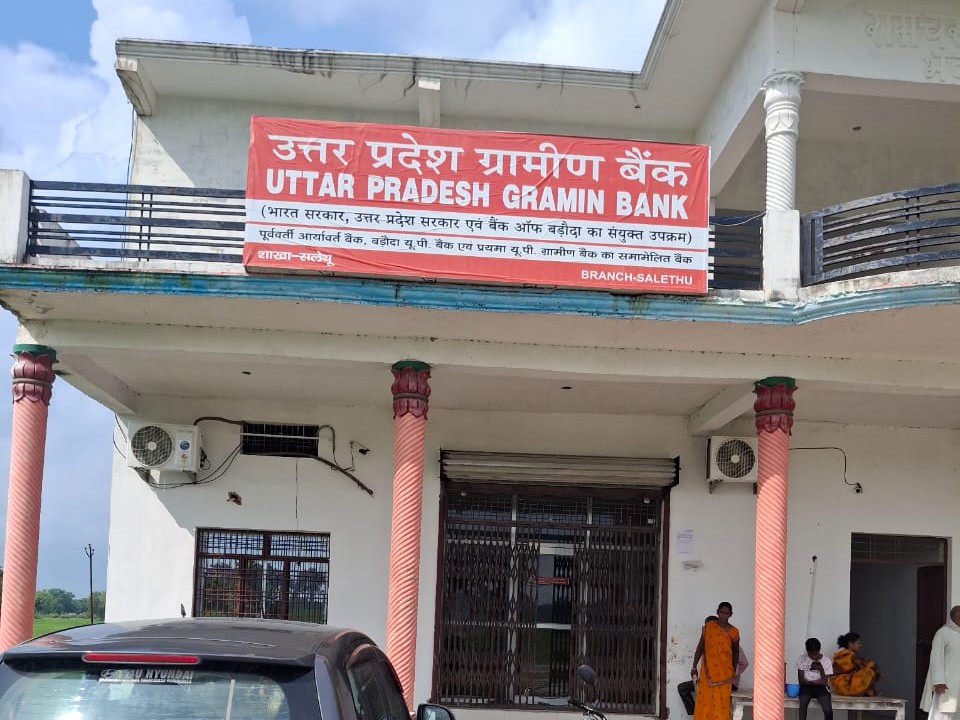 उत्तर प्रदेश ग्रामीण बैंक
UTTAR PRADESH GRAMIN BANK
(भारत सरकार, उत्तर प्रदेश सरकार एवं बैंक ऑफ बड़ौदा का संयुक्त उपक्रम)
पूर्ववर्ती आर्यावर्त बैंक, बड़ौदा यू.पी. बैंक एवं प्रथमा यू.पी. ग्रामीण बैंक का समामेलित बैंक
शाखा-सलेथू
BRANCH-SALETHU
HYUNDAI